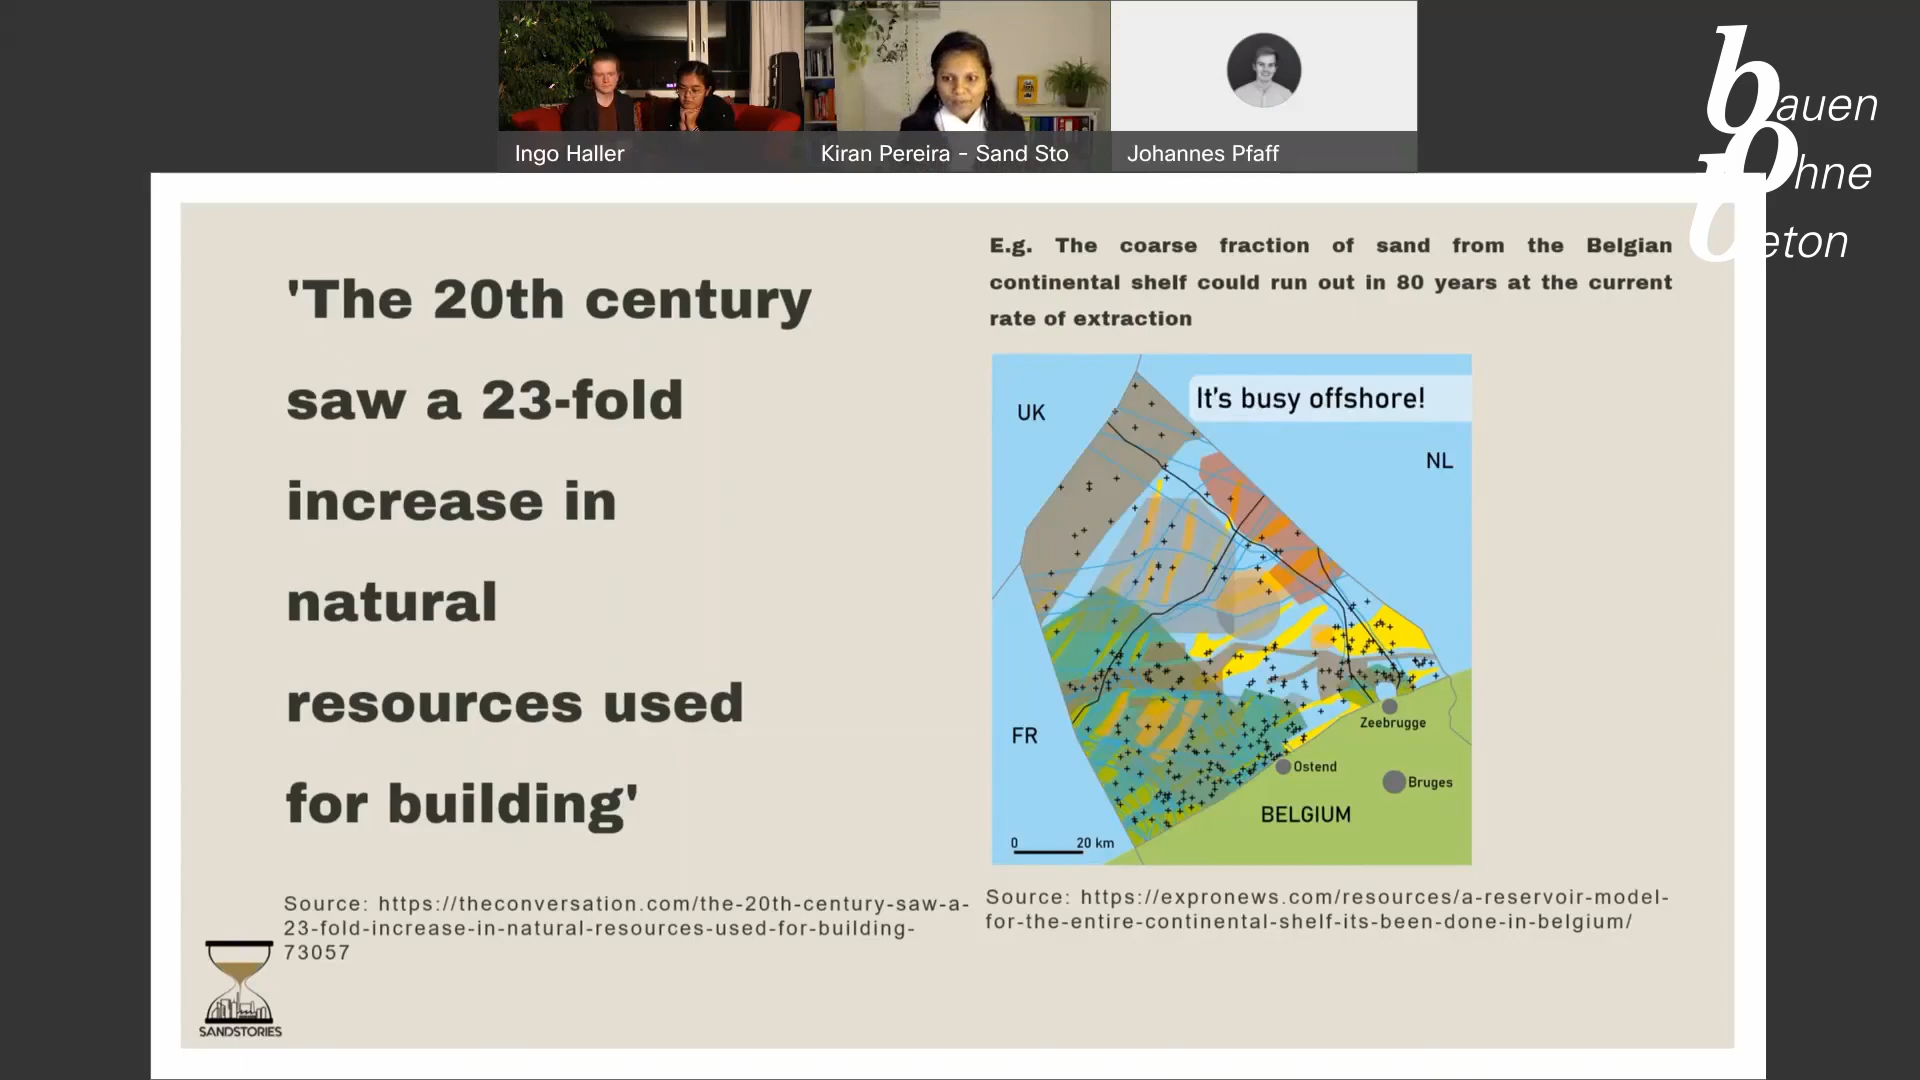 Ingo Haller
Kiran Pereira - Sand Sto
Johannes Pfaff
bauen
ohne
beton
'The 20th century
saw a 23-fold
increase in
natural
resources used
for building'
Source: https://theconversation.com/the-20th-century-saw-a-
23-fold-increase-in-natural-resources-used-for-building-
73057
SANDSTORIES
E.g. The coarse fraction of sand from the Belgian
continental shelf could run out in 80 years at the current
rate of extraction
It's busy offshore!
UK
NL
FR
Zeebrugge
Ostend
Bruges
BELGIUM
0 20 km
Source: https://expronews.com/resources/a-reservoir-model-
for-the-entire-continental-shelf-its-been-done-in-belgium/